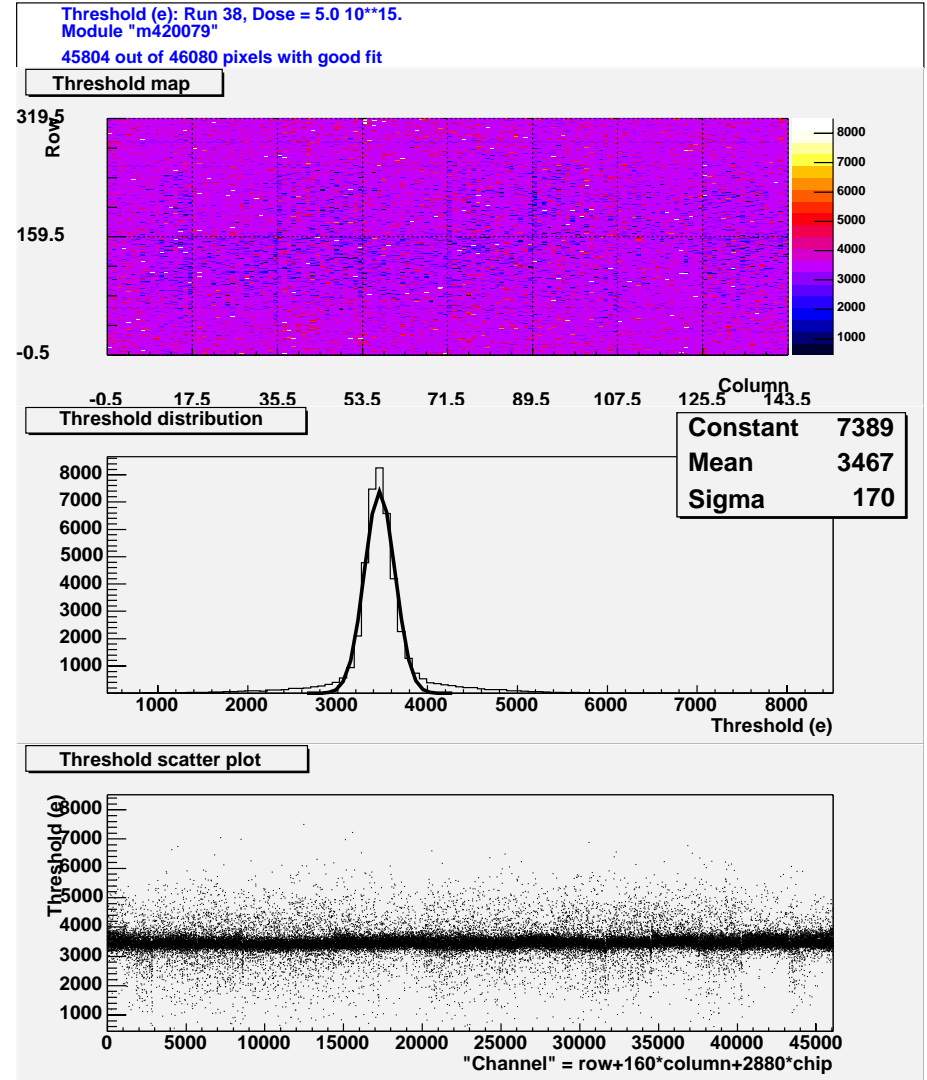 Threshold (e): Run 38, Dose = 5.0 10**15.
Module "m420079"
45804 out of 46080 pixels with good fit
Threshold map
319.5
Row
159.5
-0.5
8000
7000
6000
5000
4000
3000
2000
1000
Column
-0.5 17.5 35.5 53.5 71.5 89.5 107.5 125.5 143.5
Threshold distribution
Constant 7389
Mean 3467
Sigma 170
8000
7000
6000
5000
4000
3000
2000
1000
1000 2000 3000 4000 5000 6000 7000 8000
Threshold (e)
Threshold scatter plot
Threshold (e)
8000
7000
6000
5000
4000
3000
2000
1000
0 5000 10000 15000 20000 25000 30000 35000 40000 45000
"Channel" = row+160*column+2880*chip